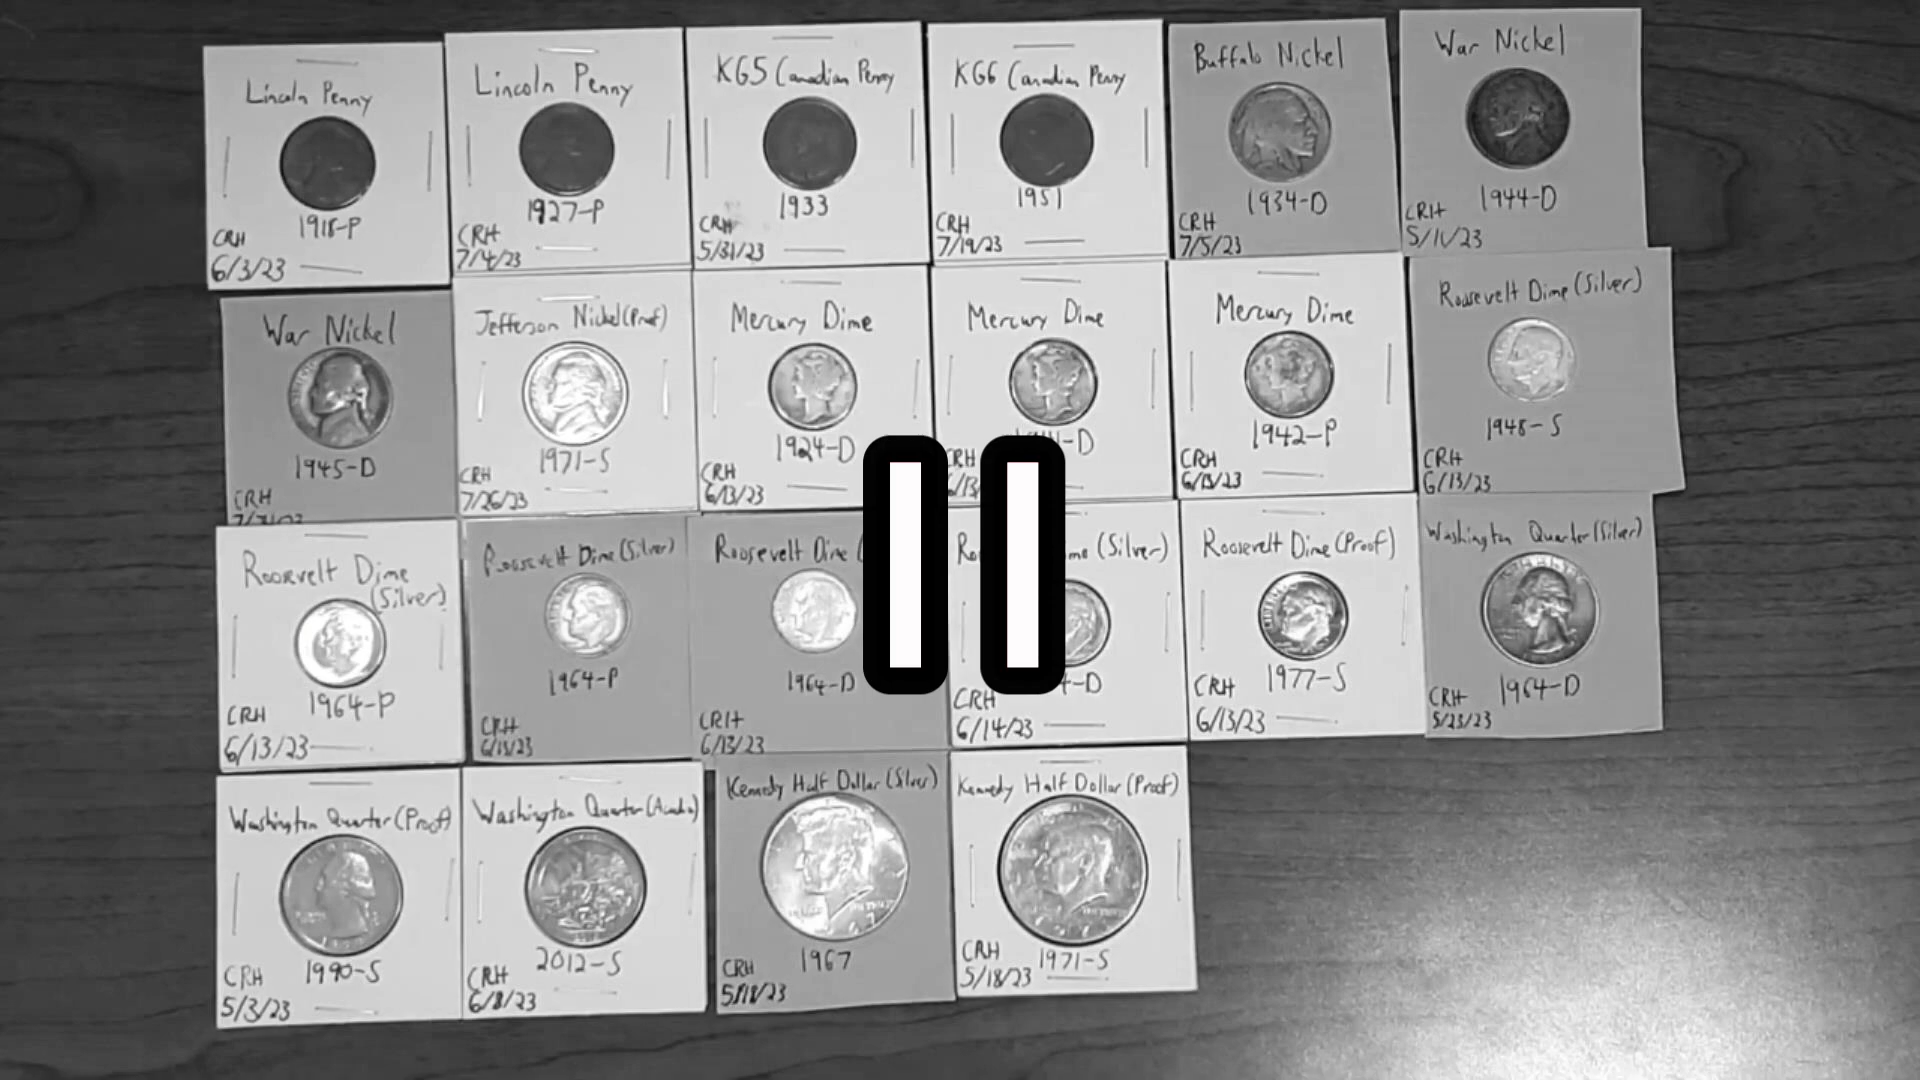 Lincoln Penny
1918-P
CRH
6/3/23
Lincoln Penny
1927-P
CRH
7/4/23
KG5 Canadian Penny
1933
CRH
5/31/23
KG6 Canadian Penny
1951
CRH
7/19/23
Buffalo Nickel
1934-D
CRH
7/5/23
War Nickel
1944-D
CRH
War Nickel
1945-D
CRH
Jefferson Nickel (Proof)
1971-S
CRH
7/26/23
Mercury Dime
1924-D
CRH
6/13/23
Mercury Dime
-D
CRH
6/13
Mercury Dime
1942-P
CRH
6/13/23
Roosevelt Dime (Silver)
1948-S
CRH
6/13/23
Roosevelt Dime
(Silver)
1964-P
CRH
6/13/23
Roosevelt Dime (Silver)
1964-P
CRH
6/13/23
Roosevelt Dime (
1964-D
CRH
6/13/23
(Silver)
-D
CRH
6/14/23
Roosevelt Dime (Proof)
1977-S
CRH
6/13/23
Washington Quarter (Silver)
1964-D
CRH
5/23/23
Washington Quarter (Proof)
1990-S
CRH
5/3/23
Washington Quarter (Acadia)
2012-S
CRH
6/8/23
Kennedy Half Dollar (Silver)
1967
CRH
5/18/23
Kennedy Half Dollar (Proof)
1971-S
CRH
5/18/23